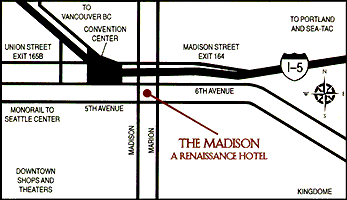 TO
VANCOUVER BC
CONVENTION
CENTER
TO PORTLAND
AND SEA-TAC
UNION STREET
EXIT 165B
MADISON STREET
EXIT 164
I-5
N
W E
S
6TH AVENUE
MONORAIL TO
SEATTLE CENTER
5TH AVENUE
MADISON
MARION
THE MADISON
A RENAISSANCE HOTEL
DOWNTOWN
SHOPS AND
THEATERS
KINGDOME